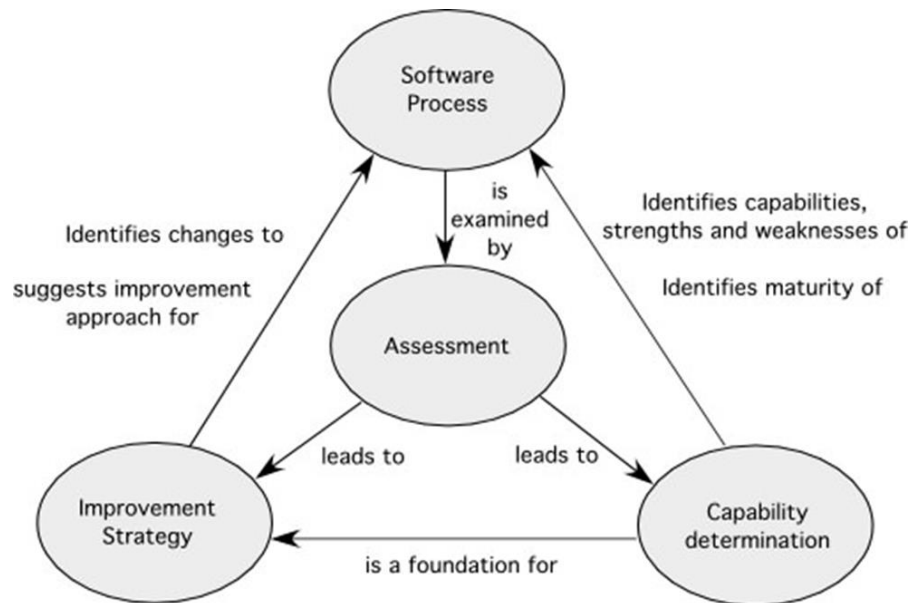 Software
Process
is
examined
by
Identifies changes to
suggests improvement
approach for
Identifies capabilities,
strengths and weaknesses of
Identifies maturity of
Assessment
leads to
leads to
Improvement
Strategy
Capability
determination
is a foundation for